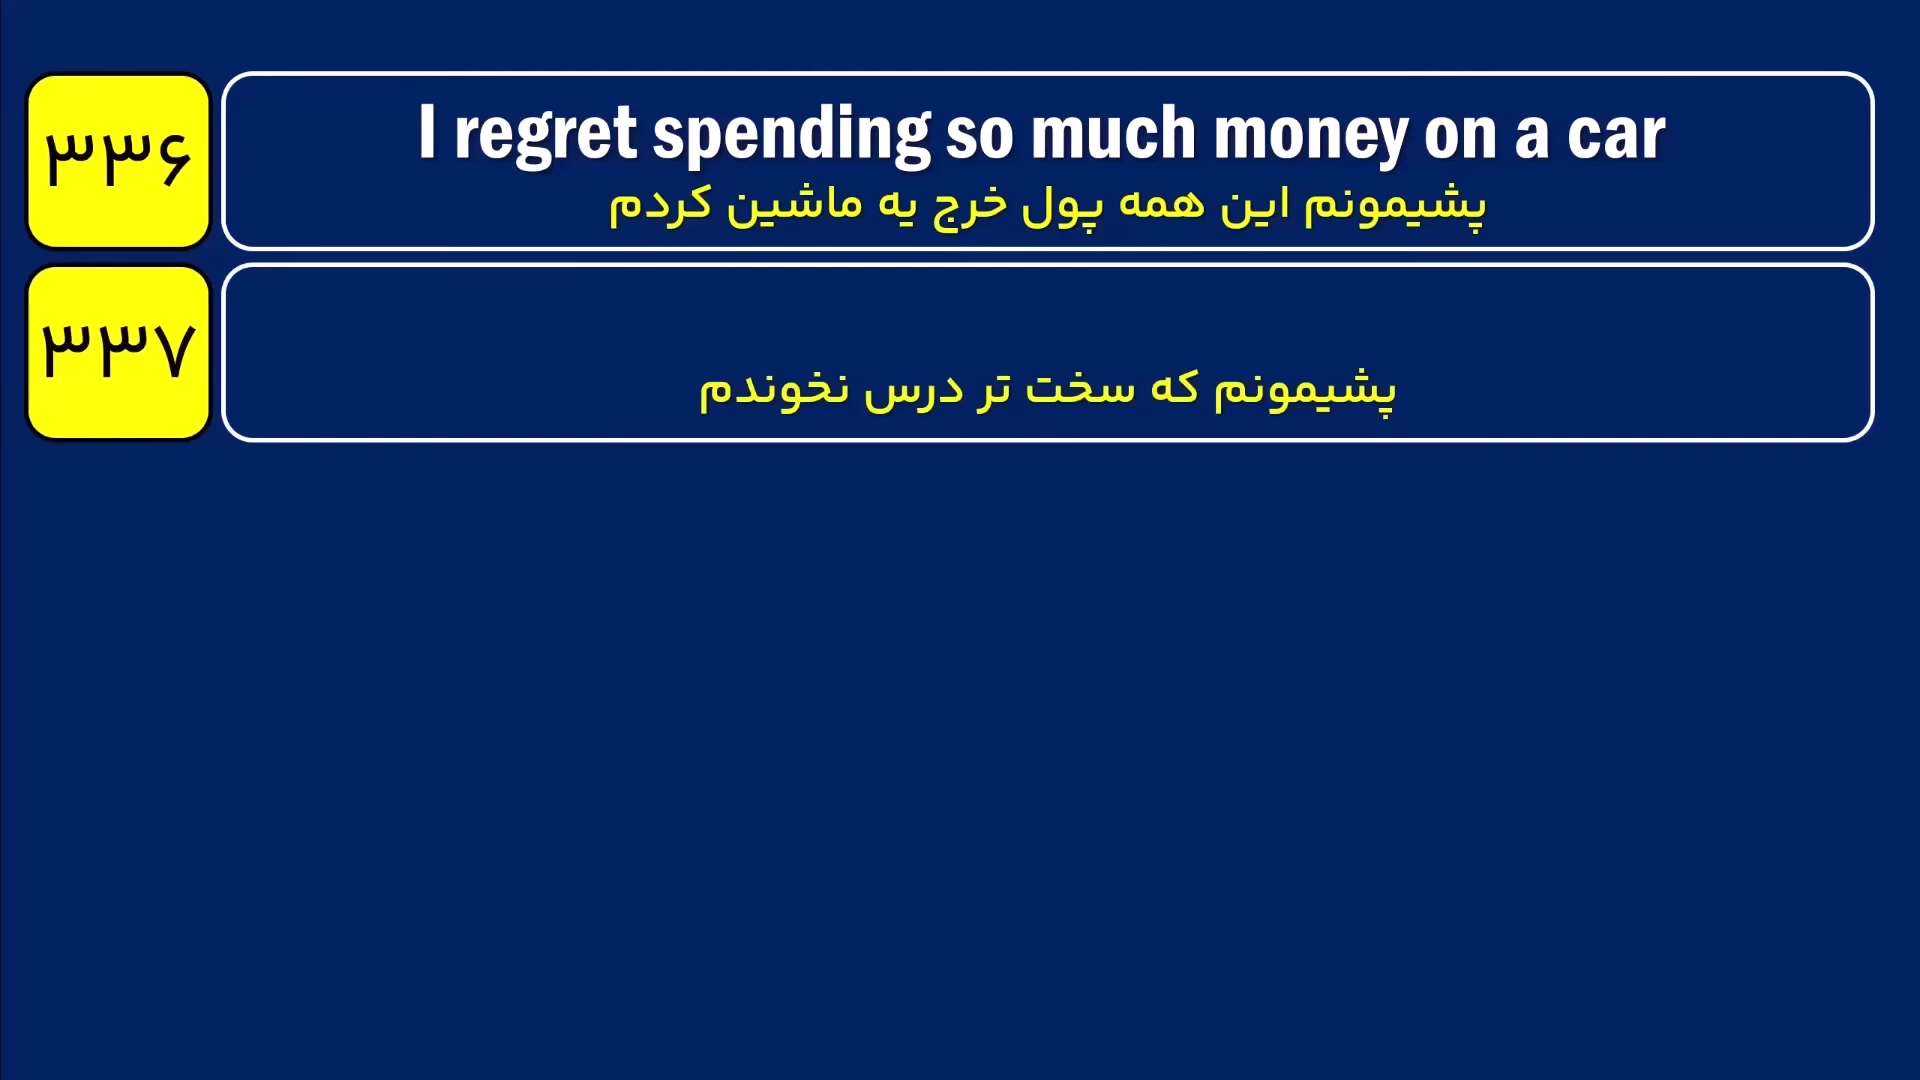 ۳۳۶
I regret spending so much money on a car
پشیمونم این همه پول خرج یه ماشین کردم
۳۳۷
پشیمونم که سخت تر درس نخوندم